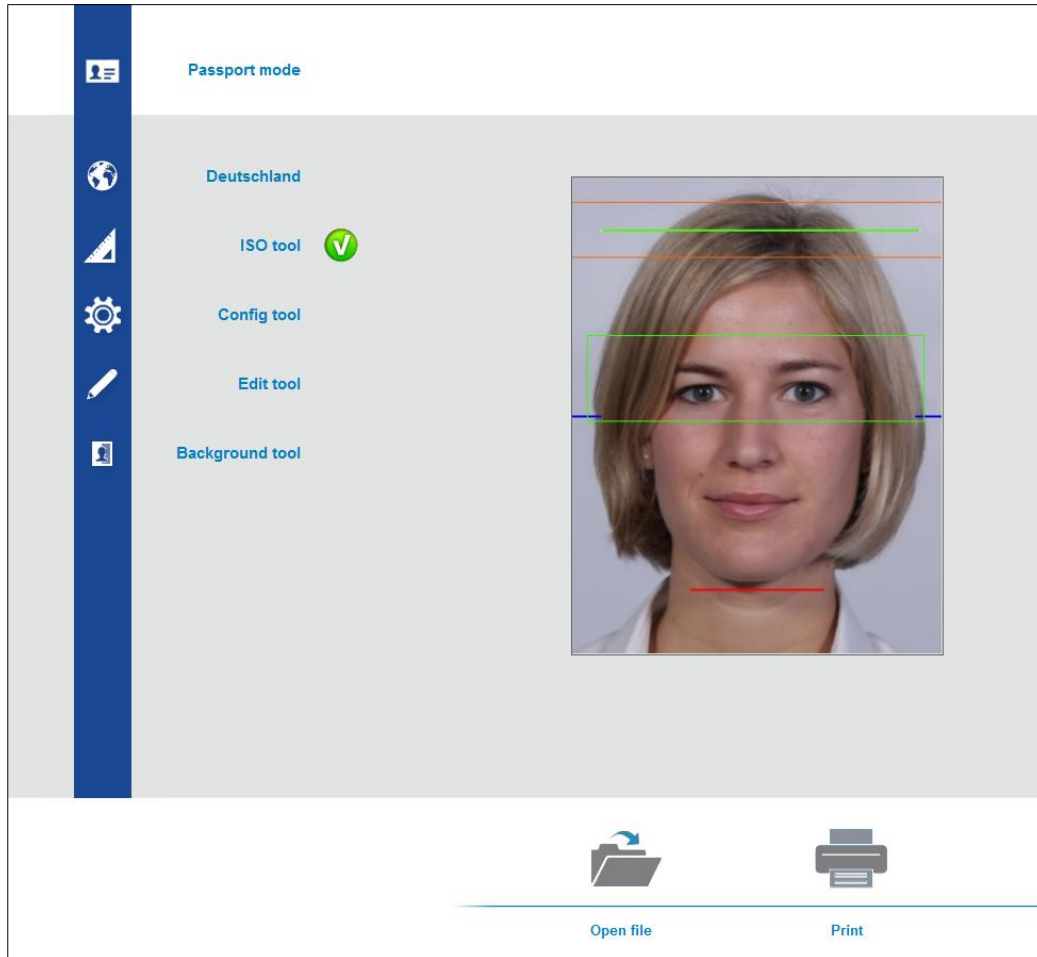 Passport mode
Deutschland
ISO tool
Config tool
Edit tool
Background tool
Open file
Print